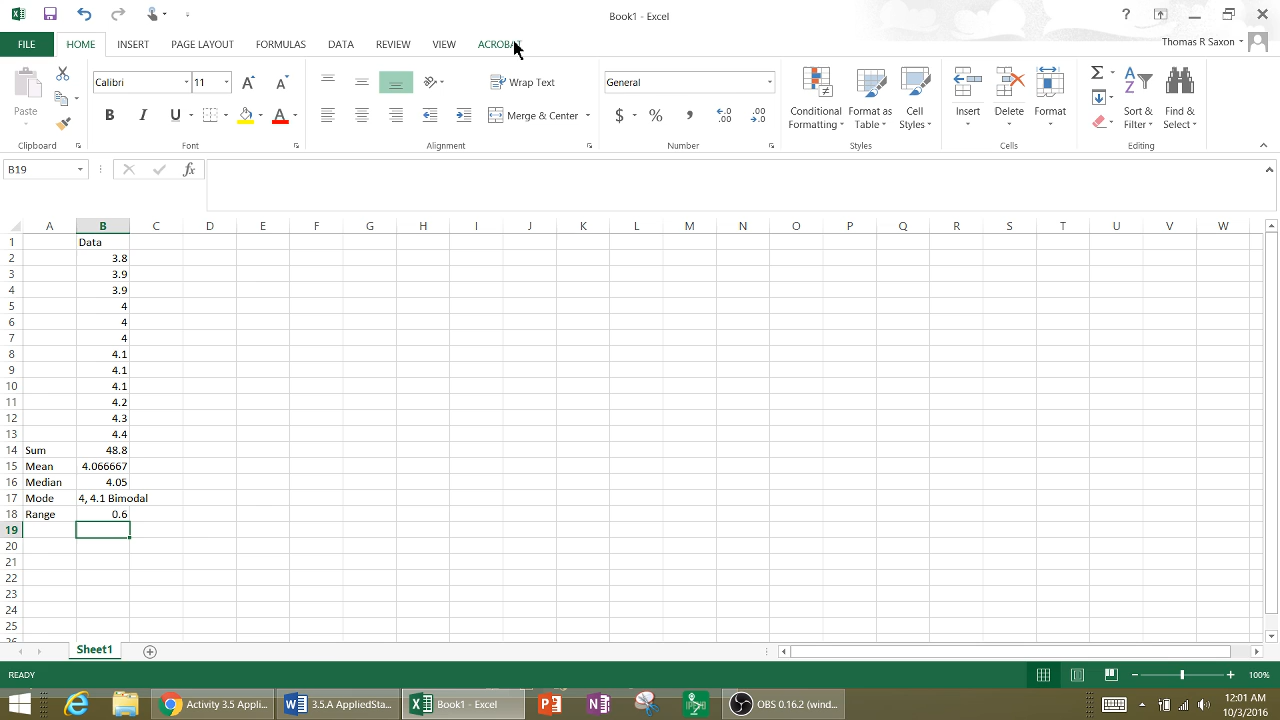 Book1 - Excel
?
FILE HOME INSERT PAGE LAYOUT FORMULAS DATA REVIEW VIEW ACROBAT
Thomas R Saxon
Paste
Calibri 11
B I U A
Wrap Text
Merge & Center
General
$ % , .0 .00
Conditional Formatting
Format as Table
Cell Styles
Insert
Delete
Format
Sort & Filter
Find & Select
Clipboard Font Alignment Number Styles Cells Editing
B19 fx
A B C D E F G H I J K L M N O P Q R S T U V W
1 Data
2 3.8
3 3.9
4 3.9
5 4
6 4
7 4
8 4.1
9 4.1
10 4.1
11 4.2
12 4.3
13 4.4
14 Sum 48.8
15 Mean 4.066667
16 Median 4.05
17 Mode 4, 4.1 Bimodal
18 Range 0.6
19
20
21
22
23
24
25
26
Sheet1
READY
100%
Activity 3.5 Appli...
3.5.A AppliedSta...
Book1 - Excel
OBS 0.16.2 (wind...
12:01 AM
10/3/2016